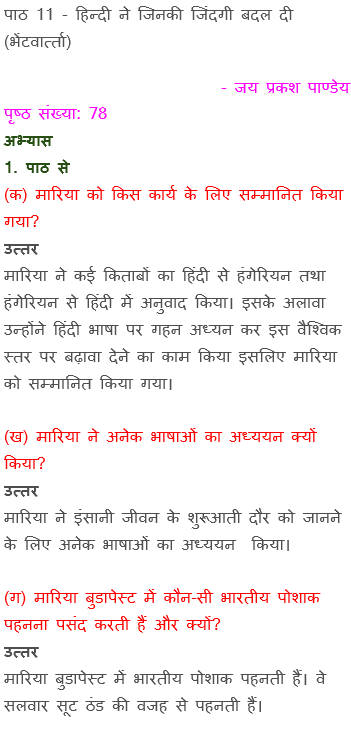 पाठ 11 - हिन्दी ने जिनकी जिंदगी बदल दी
(भेंटवार्त्ता)
- जय प्रकश पाण्डेय
पृष्ठ संख्या: 78
अभ्यास
1. पाठ से
(क) मारिया को किस कार्य के लिए सम्मानित किया
गया?
उत्तर
मारिया ने कई किताबों का हिंदी से हंगेरियन तथा
हंगेरियन से हिंदी में अनुवाद किया। इसके अलावा
उन्होंने हिंदी भाषा पर गहन अध्यन कर इस वैश्विक
स्तर पर बढ़ावा देने का काम किया इसलिए मारिया
को सम्मानित किया गया।
(ख) मारिया ने अनेक भाषाओं का अध्ययन क्यों
किया?
उत्तर
मारिया ने इंसानी जीवन के शुरूआती दौर को जानने
के लिए अनेक भाषाओं का अध्ययन किया।
(ग) मारिया बुडापेस्ट में कौन-सी भारतीय पोशाक
पहनना पसंद करती हैं और क्यों?
उत्तर
मारिया बुडापेस्ट में भारतीय पोशाक पहनती हैं। वे
सलवार सूट ठंड की वजह से पहनती हैं।